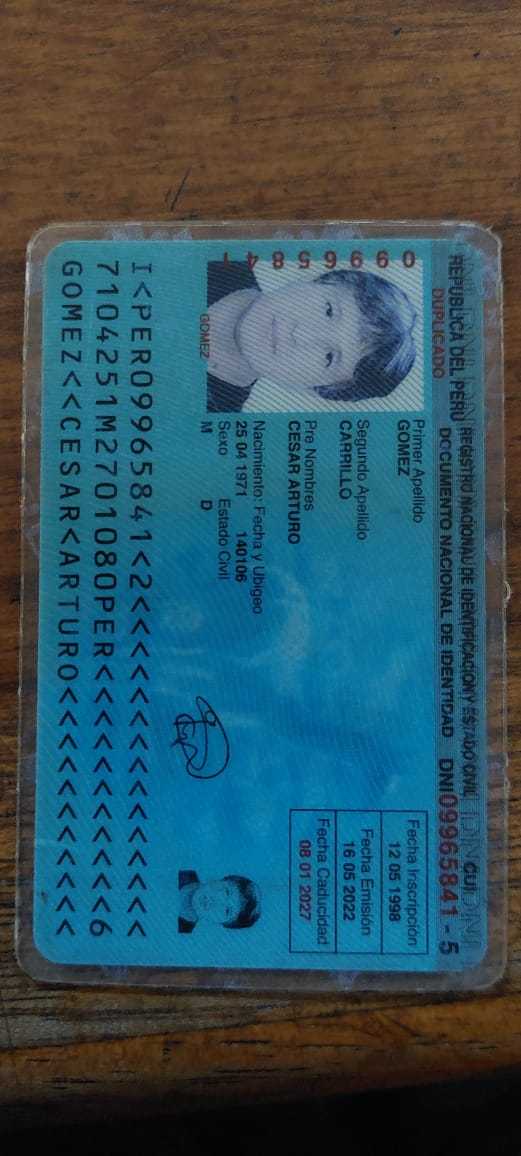 REPUBLICA DEL PERU REGISTRO NACIONAL DE IDENTIFICACION Y ESTADO CIVIL CUI
DUPLICADO DOCUMENTO NACIONAL DE IDENTIDAD DNI 09965841 - 5
Primer Apellido
GOMEZ
Segundo Apellido
CARRILLO
Pre Nombres
CESAR ARTURO
Nacimiento: Fecha y Ubigeo
25 04 1971 140106
Sexo Estado Civil
M D
Fecha Inscripción
12 05 1998
Fecha Emisión
16 05 2022
Fecha Caducidad
08 01 2027
09965841
GOMEZ
I<PER09965841<2<<<<<<<<<<<<<<<
7104251M2701080PER<<<<<<<<<<<6
GOMEZ<<CESAR<ARTURO<<<<<<<<<<<